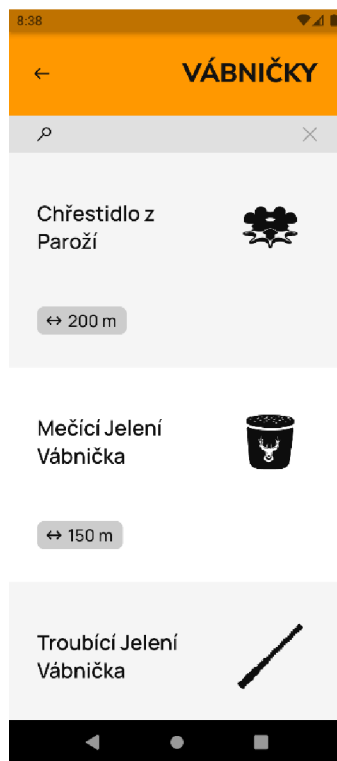 8:38
VÁBNIČKY
Chřestidlo z
Paroží
200 m
Mečící Jelení
Vábnička
150 m
Troubící Jelení
Vábnička